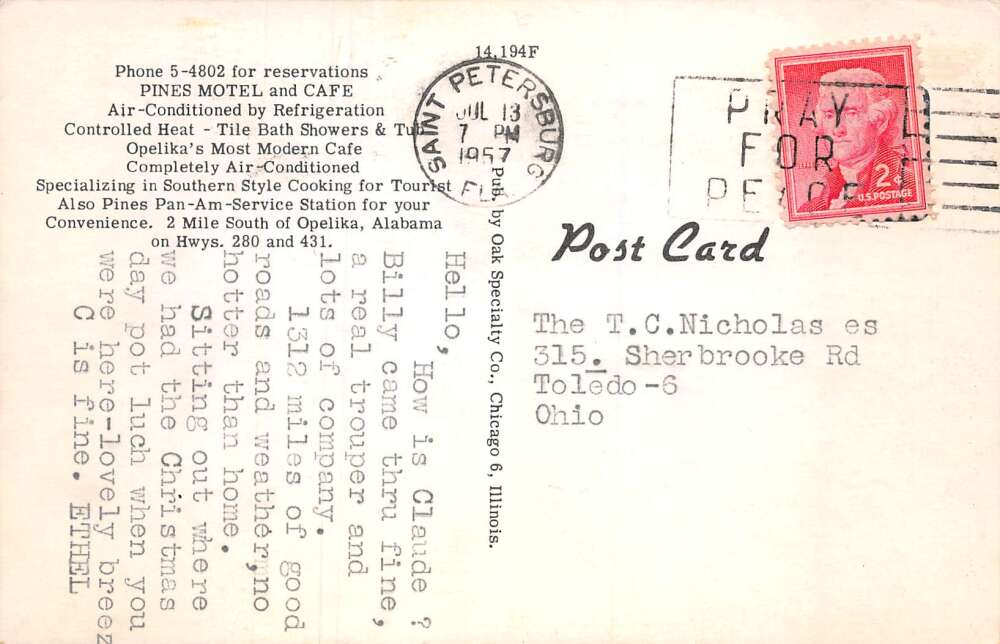 14,194F
Phone 5-4802 for reservations
PINES MOTEL and CAFE
Air-Conditioned by Refrigeration
Controlled Heat - Tile Bath Showers & Tub
Opelika's Most Modern Cafe
Completely Air-Conditioned
Specializing in Southern Style Cooking for Tourist
Also Pines Pan-Am-Service Station for your
Convenience. 2 Mile South of Opelika, Alabama
on Hwys. 280 and 431.
SAINT PETERSBURG
JUL 13
7 PM
1957
FLA.
PRAY
FOR
PEACE
2¢
U.S. POSTAGE
Post Card
Pub. by Oak Specialty Co., Chicago 6, Illinois.
The T.C.Nicholas es
315. Sherbrooke Rd
Toledo-6
Ohio
Hello,
How is Claude ?
Billy came thru fine,
a real trouper and
lots of company.
1312 miles of good
roads and weather,no
hotter than home.
Sitting out where
we had the Christmas
day pot luch when you
were here-lovely breez
C is fine. ETHEL